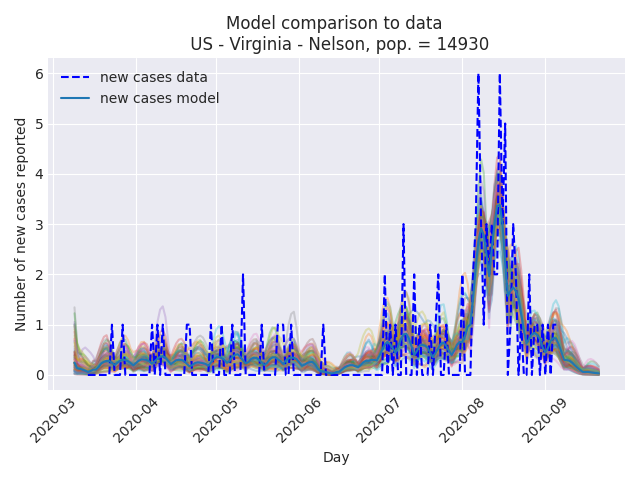 Model comparison to data
US - Virginia - Nelson, pop. = 14930
new cases data
new cases model
Number of new cases reported
6
5
4
3
2
1
0
2020-03
2020-04
2020-05
2020-06
2020-07
2020-08
2020-09
Day